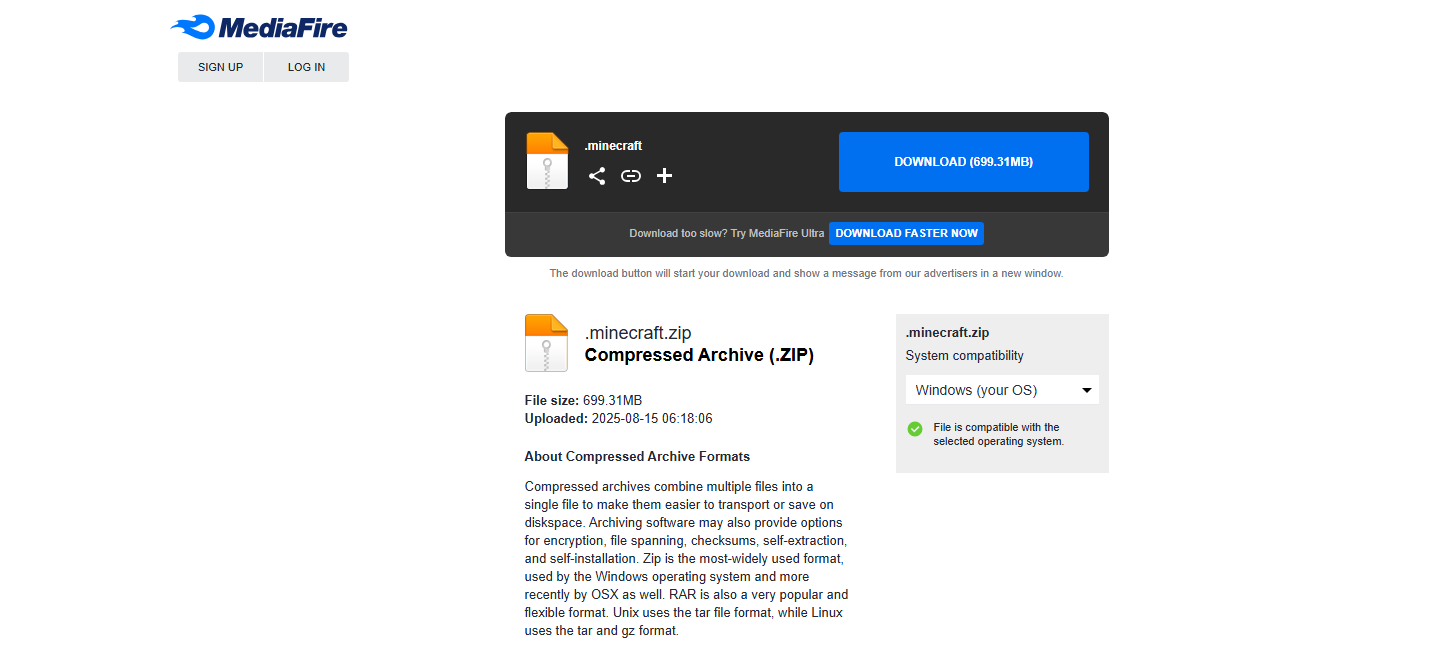 MediaFire
SIGN UP
LOG IN
.minecraft
DOWNLOAD (699.31MB)
Download too slow? Try MediaFire Ultra
DOWNLOAD FASTER NOW
The download button will start your download and show a message from our advertisers in a new window.
.minecraft.zip
Compressed Archive (.ZIP)
File size: 699.31MB
Uploaded: 2025-08-15 06:18:06
About Compressed Archive Formats
Compressed archives combine multiple files into a
single file to make them easier to transport or save on
diskspace. Archiving software may also provide options
for encryption, file spanning, checksums, self-extraction,
and self-installation. Zip is the most-widely used format,
used by the Windows operating system and more
recently by OSX as well. RAR is also a very popular and
flexible format. Unix uses the tar file format, while Linux
uses the tar and gz format.
.minecraft.zip
System compatibility
Windows (your OS)
File is compatible with the
selected operating system.